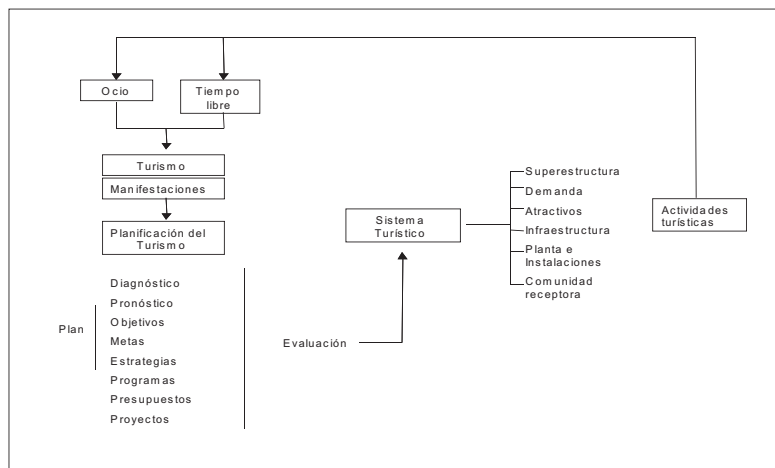 Ocio
Tiempo
libre
Turismo
Manifestaciones
Planificación del
Turismo
Diagnóstico
Pronóstico
Plan
Objetivos
Metas
Estrategias
Programas
Presupuestos
Proyectos
Evaluación
Sistema
Turístico
Superestructura
Demanda
Atractivos
Infraestructura
Planta e
Instalaciones
Comunidad
receptora
Actividades
turísticas